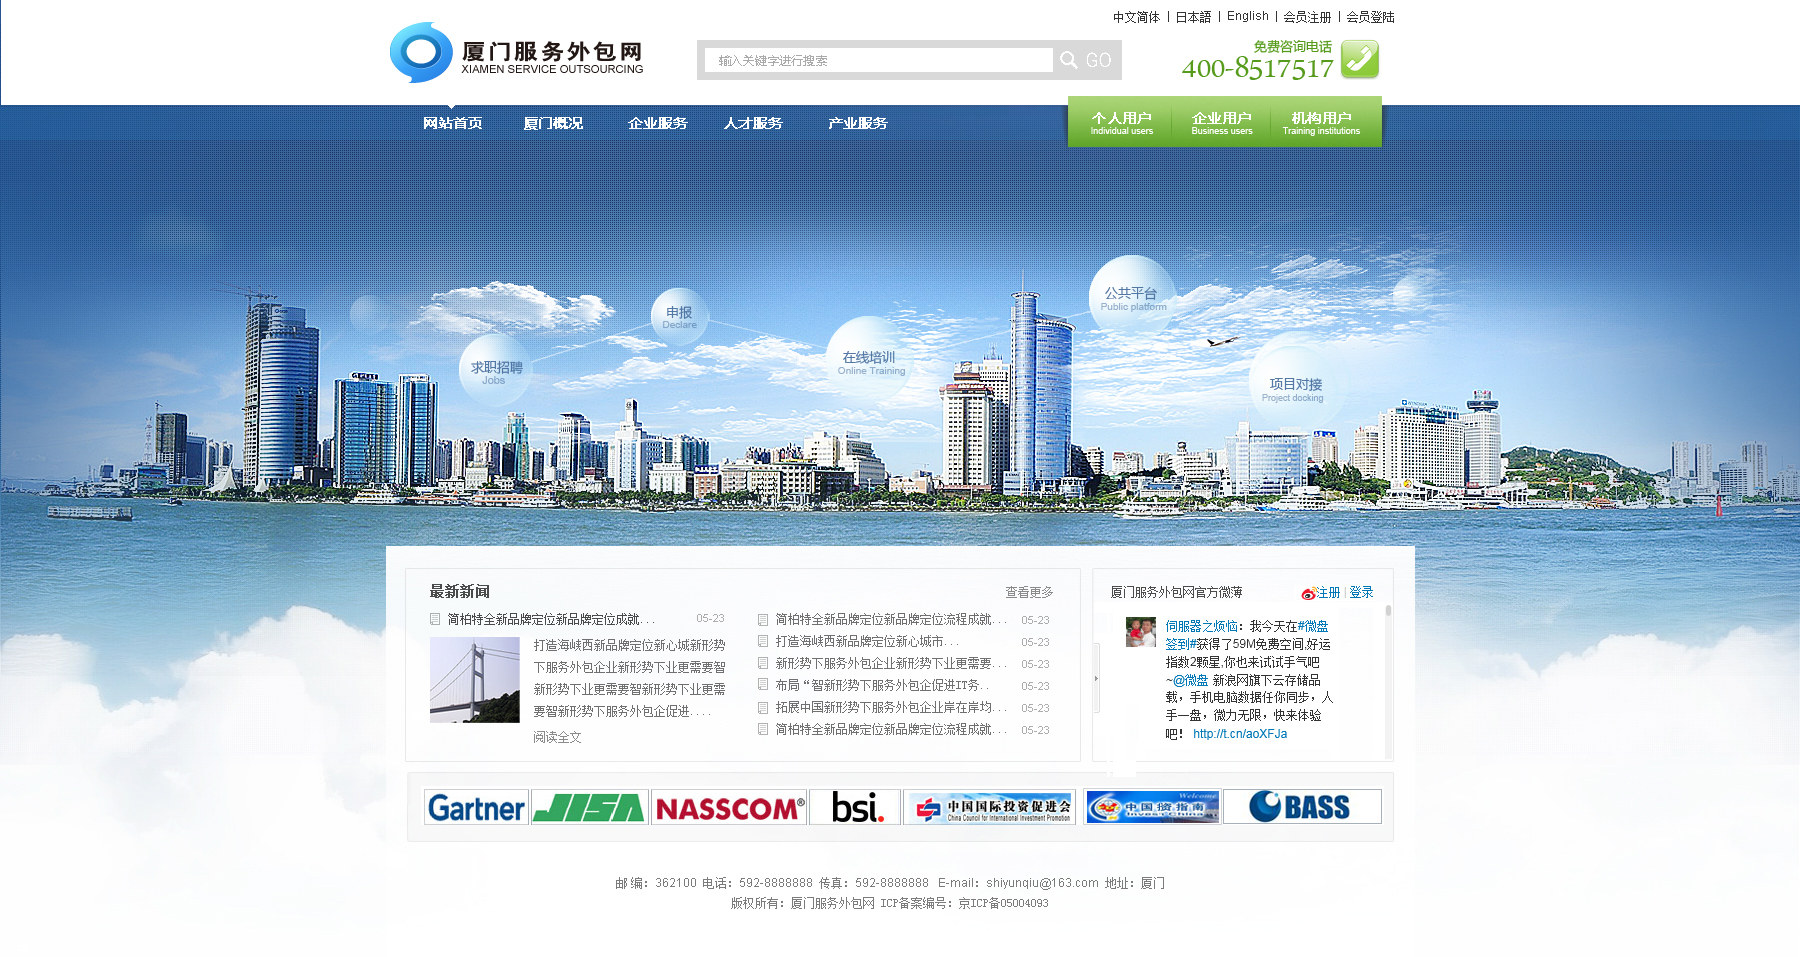 中文简体 | 日本語 | English | 会员注册 | 会员登陆
厦门服务外包网
XIAMEN SERVICE OUTSOURCING
输入关键字进行搜索
GO
免费咨询电话
400-8517517
网站首页 厦门概况 企业服务 人才服务 产业服务
个人用户 企业用户 机构用户
Individual users Business users Training institutions
公共平台
Public platform
申报
Declare
在线培训
Online Training
求职招聘
Jobs
项目对接
Project docking
最新新闻
查看更多
简柏特全新品牌定位新品牌定位成就... 05-23
打造海峡西新品牌定位新心城新形势
下服务外包企业新形势下业更需要智
新形势下业更需要智新形势下业更需
要智新形势下服务外包企促进....
阅读全文
简柏特全新品牌定位新品牌定位流程成就... 05-23
打造海峡西新品牌定位新心城市... 05-23
新形势下服务外包企业新形势下业更需要... 05-23
布局“智新形势下服务外包企促进IT务.. 05-23
拓展中国新形势下服务外包企业岸在岸均... 05-23
简柏特全新品牌定位新品牌定位流程成就... 05-23
厦门服务外包网官方微薄
注册 | 登录
伺服器之烦恼：我今天在#微盘
签到#获得了59M免费空间,好运
指数2颗星,你也来试试手气吧
~@微盘 新浪网旗下云存储品
载，手机电脑数据任你同步，人
手一盘，微力无限，快来体验
吧！ http://t.cn/aoXFJa
Gartner
JISA
NASSCOM®
bsi.
中国国际投资促进会
China Council for International Investment Promotion
Welcome
中国投资指南
Invest China
BASS
邮 编：362100 电话：592-8888888 传真：592-8888888 E-mail：shiyunqiu@163.com 地址：厦门
版权所有：厦门服务外包网 ICP备案编号：京ICP备05004093